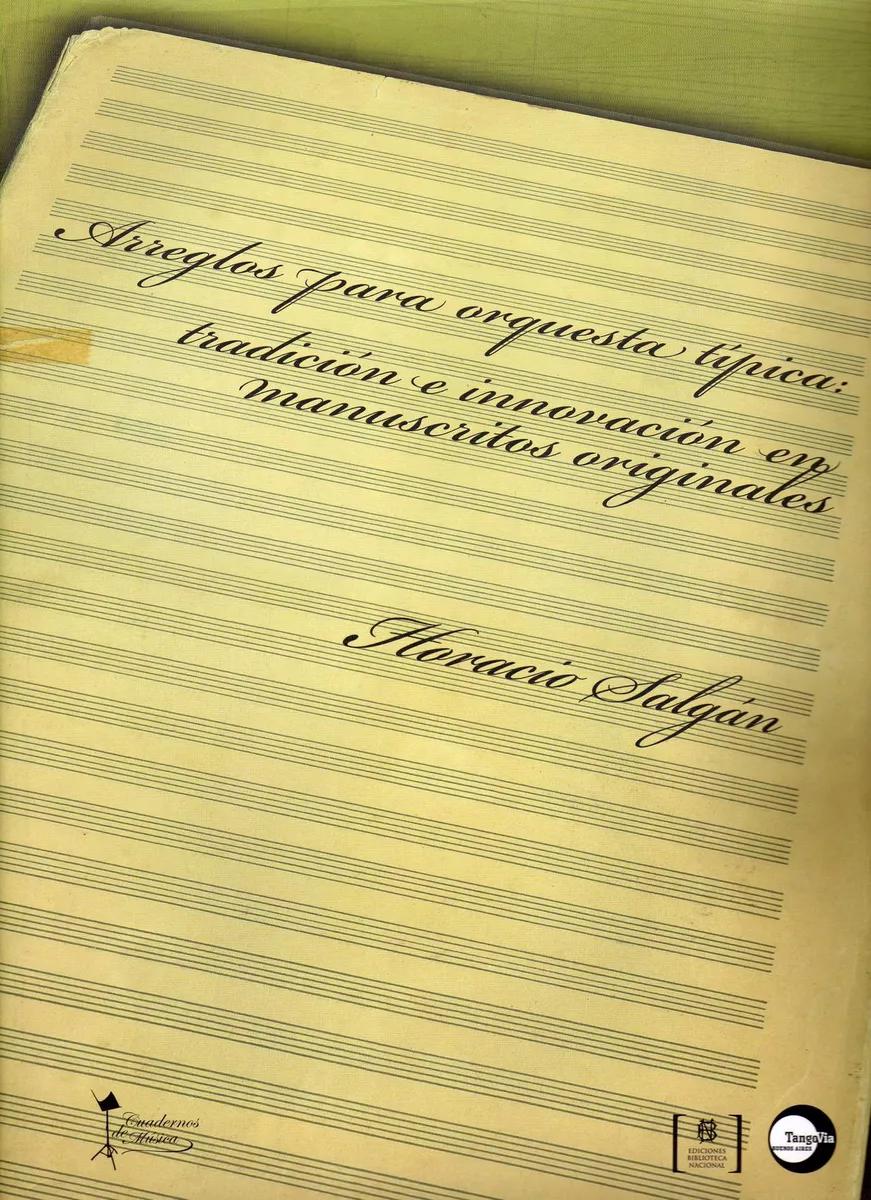 Arreglos para orquesta típica:
tradición e innovación en
manuscritos originales
Horacio Salgán
Cuadernos
de Música
EDICIONES
BIBLIOTECA
NACIONAL
TangoVia
BUENOS AIRES